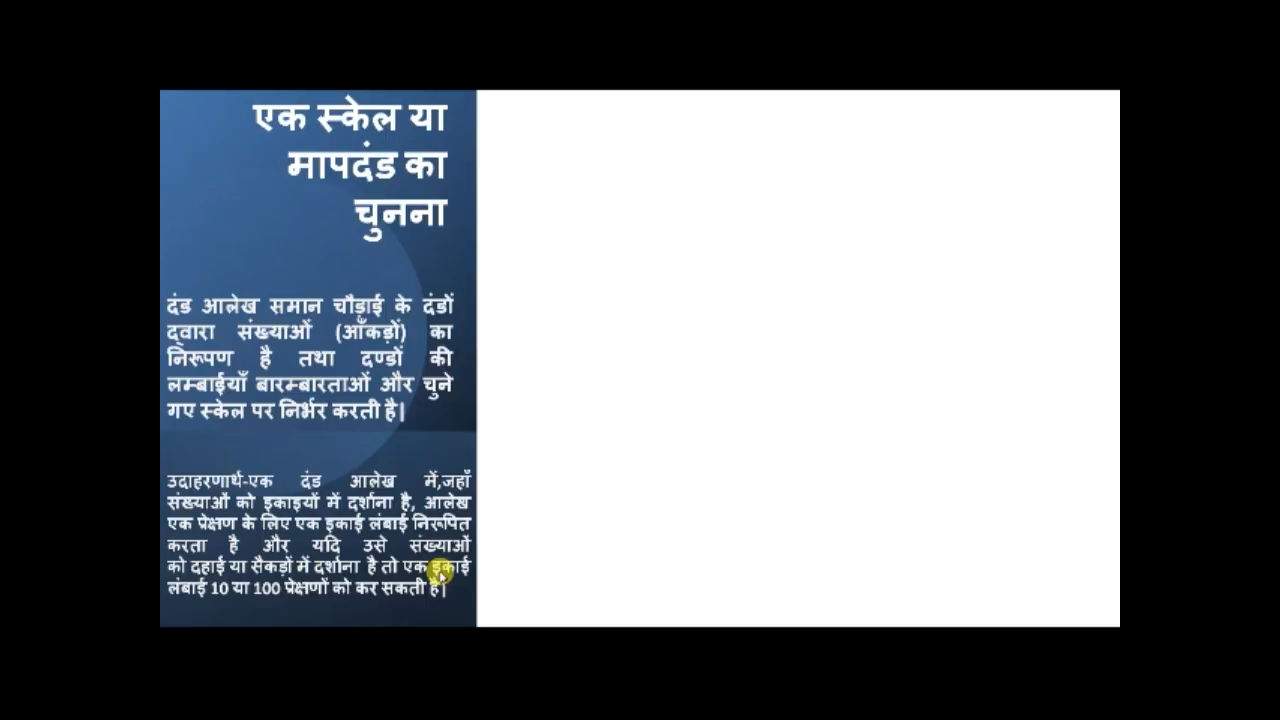 एक स्केल या
मापदंड का
चुनना
दंड आलेख समान चौड़ाई के दंडों
द्वारा संख्याओं (आँकड़ों) का
निरूपण है तथा दण्डों की
लम्बाईयाँ बारम्बारताओं और चुने
गए स्केल पर निर्भर करती है|
उदाहरणार्थ-एक दंड आलेख में,जहाँ
संख्याओं को इकाइयों में दर्शाना है, आलेख
एक प्रेक्षण के लिए एक इकाई लंबाई निरूपित
करता है और यदि उसे संख्याओं
को दहाई या सैकड़ों में दर्शाना है तो एक इकाई
लंबाई 10 या 100 प्रेक्षणों को कर सकती है|